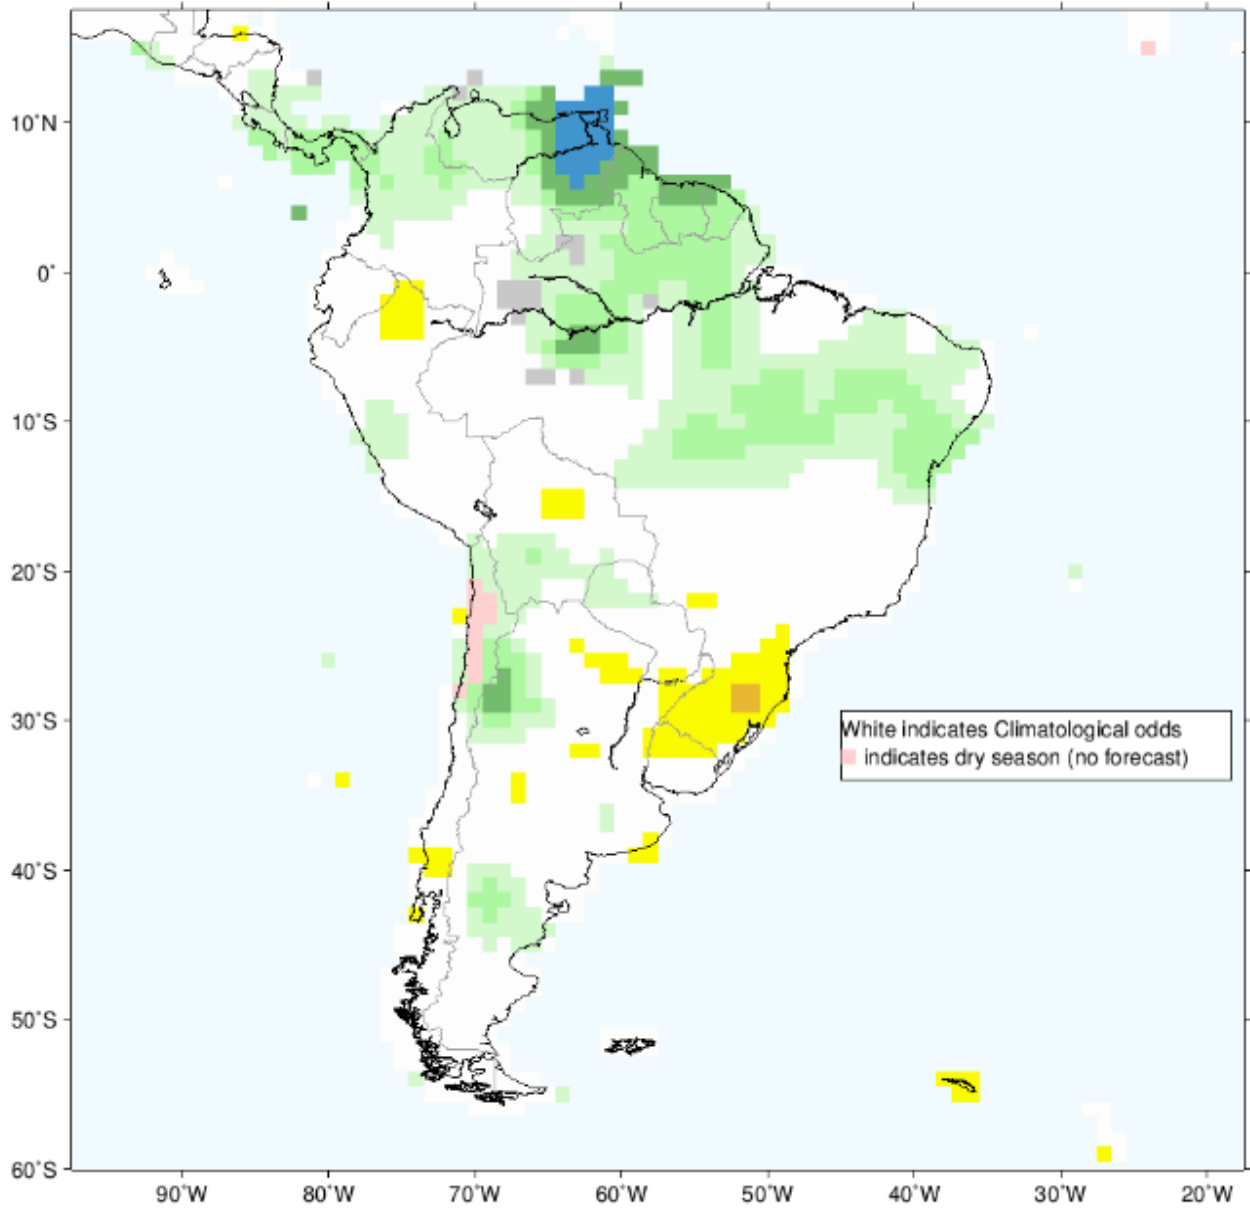 10˚N
0˚
10˚S
20˚S
30˚S
White indicates Climatological odds
indicates dry season (no forecast)
40˚S
50˚S
60˚S
90˚W 80˚W 70˚W 60˚W 50˚W 40˚W 30˚W 20˚W